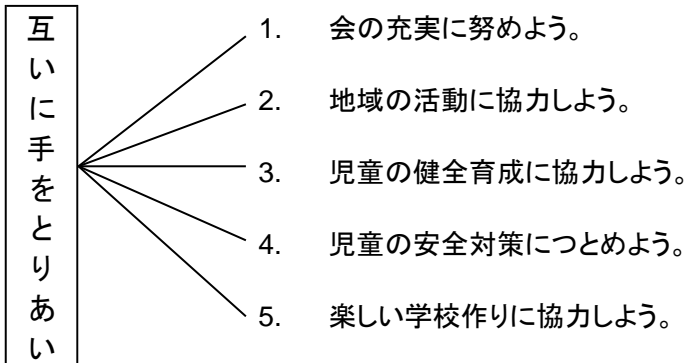 互いに手をとりあい
1. 会の充実に努めよう。
2. 地域の活動に協力しよう。
3. 児童の健全育成に協力しよう。
4. 児童の安全対策につとめよう。
5. 楽しい学校作りに協力しよう。